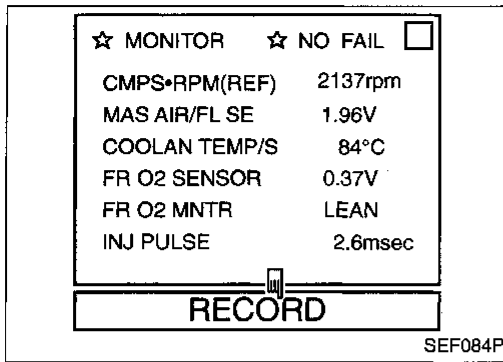 ☆ MONITOR ☆ NO FAIL
CMPS•RPM(REF) 2137rpm
MAS AIR/FL SE 1.96V
COOLAN TEMP/S 84°C
FR O2 SENSOR 0.37V
FR O2 MNTR LEAN
INJ PULSE 2.6msec
RECORD
SEF084P